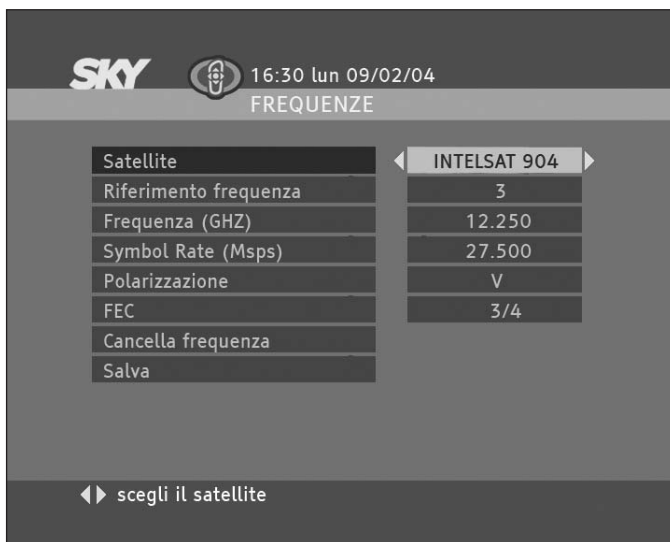 SKY
16:30 lun 09/02/04
FREQUENZE
Satellite INTELSAT 904
Riferimento frequenza 3
Frequenza (GHZ) 12.250
Symbol Rate (Msps) 27.500
Polarizzazione V
FEC 3/4
Cancella frequenza
Salva
scegli il satellite